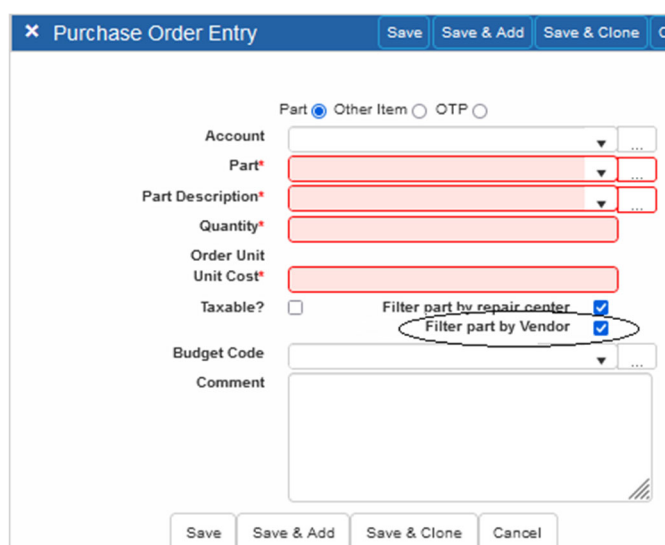 × Purchase Order Entry Save Save & Add Save & Clone
Part Other Item OTP
Account ...
Part* ...
Part Description* ...
Quantity*
Order Unit
Unit Cost*
Taxable? Filter part by repair center
Filter part by Vendor
Budget Code ...
Comment
Save Save & Add Save & Clone Cancel